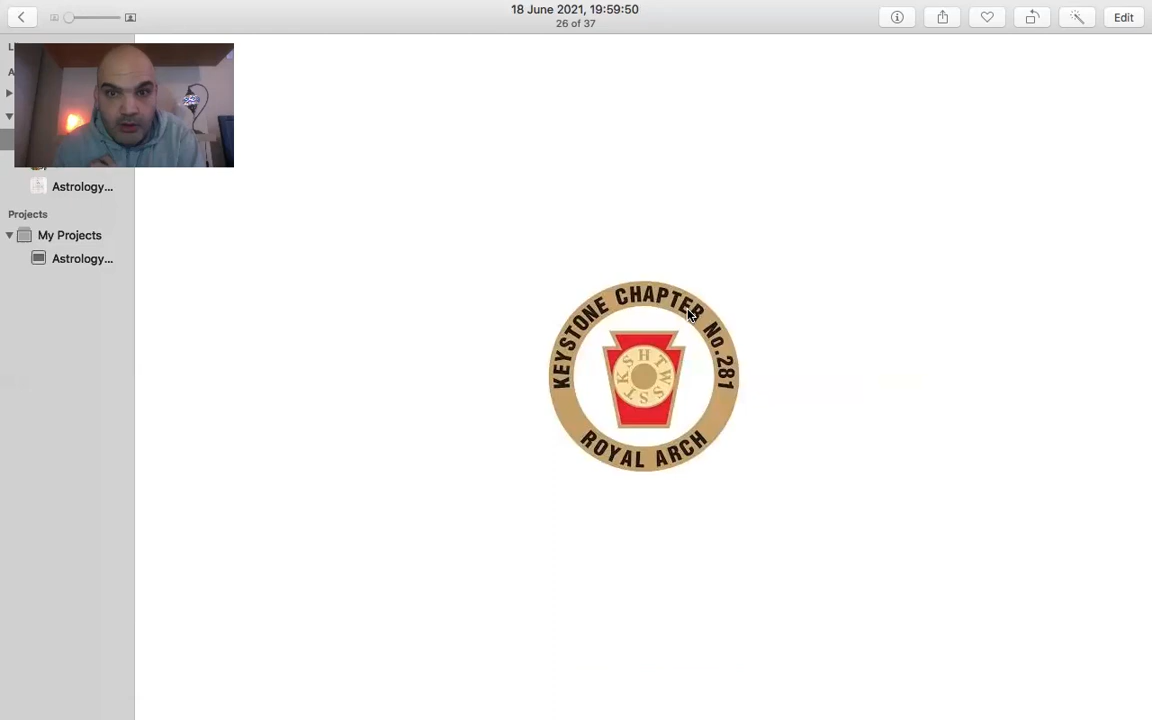 18 June 2021, 19:59:50
26 of 37
Edit
L
A
Astrology...
Projects
My Projects
Astrology...
KEYSTONE CHAPTER No.281
HTWSSTKS
ROYAL ARCH